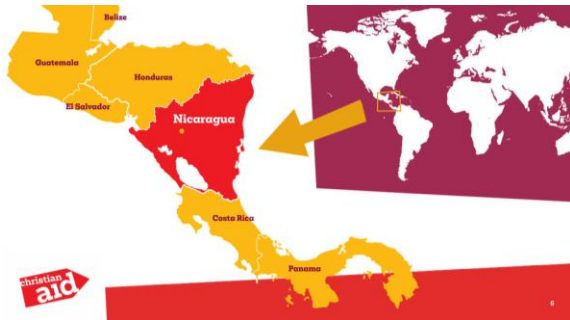 Belize
Guatemala
Honduras
El Salvador
Nicaragua
Costa Rica
Panama
christian
aid
6